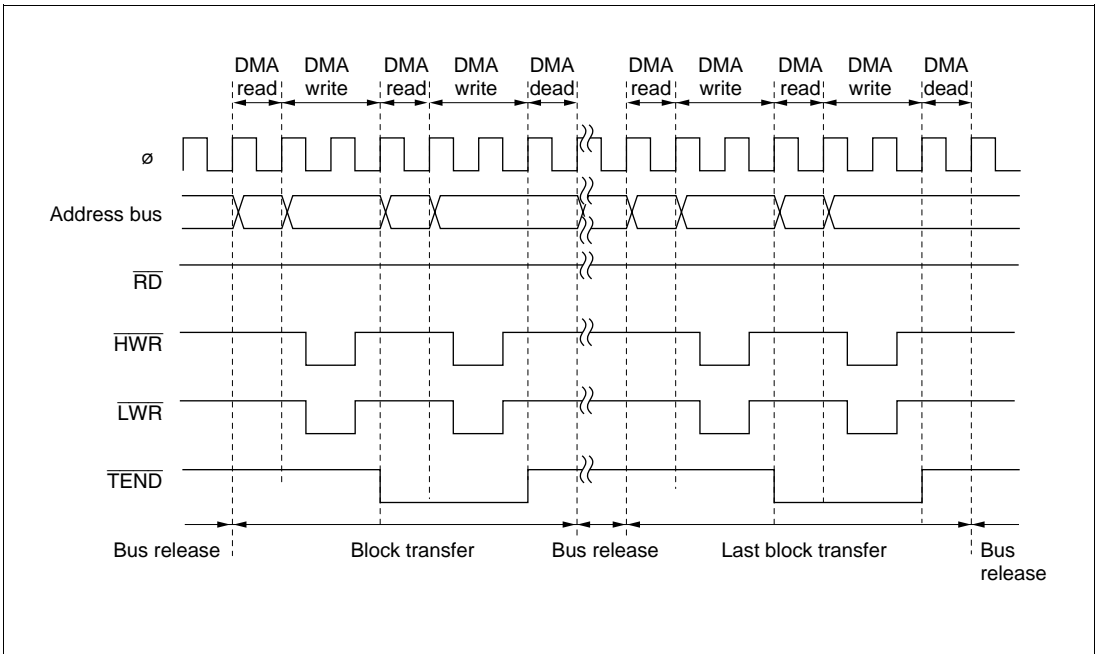 DMA DMA DMA DMA DMA DMA DMA DMA DMA DMA
read write read write dead read write read write dead
ø
Address bus
RD
HWR
LWR
TEND
Bus release Block transfer Bus release Last block transfer Bus
release